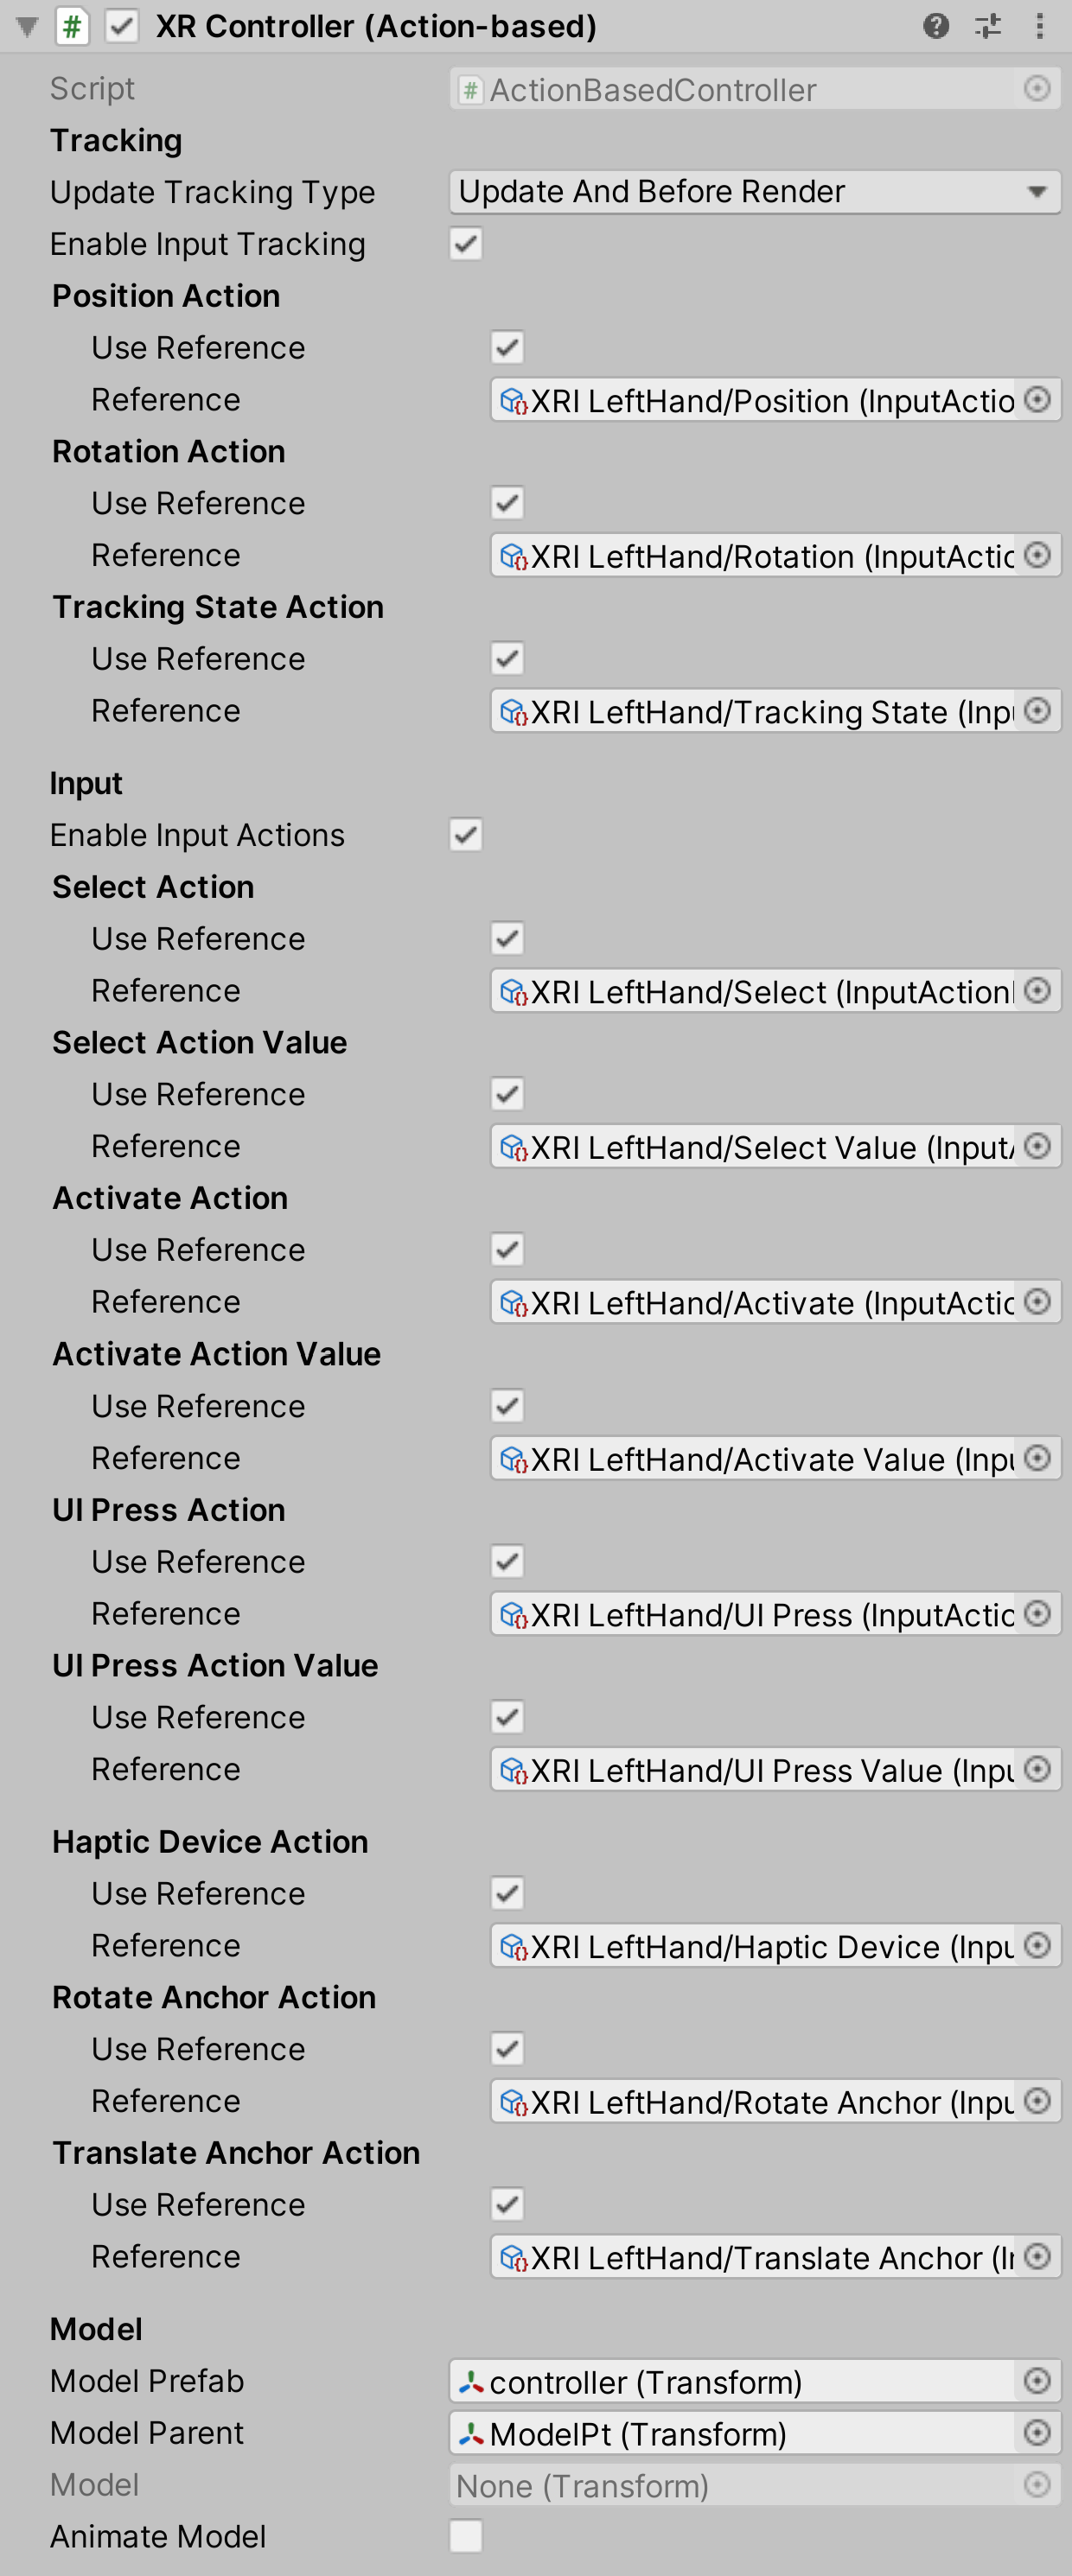 XR Controller (Action-based)
Script # ActionBasedController
Tracking
Update Tracking Type Update And Before Render
Enable Input Tracking
Position Action
Use Reference
Reference XRI LeftHand/Position (InputActio
Rotation Action
Use Reference
Reference XRI LeftHand/Rotation (InputActic
Tracking State Action
Use Reference
Reference XRI LeftHand/Tracking State (Inpu
Input
Enable Input Actions
Select Action
Use Reference
Reference XRI LeftHand/Select (InputAction
Select Action Value
Use Reference
Reference XRI LeftHand/Select Value (InputA
Activate Action
Use Reference
Reference XRI LeftHand/Activate (InputActic
Activate Action Value
Use Reference
Reference XRI LeftHand/Activate Value (Inpu
UI Press Action
Use Reference
Reference XRI LeftHand/UI Press (InputActic
UI Press Action Value
Use Reference
Reference XRI LeftHand/UI Press Value (Inpu
Haptic Device Action
Use Reference
Reference XRI LeftHand/Haptic Device (Inpu
Rotate Anchor Action
Use Reference
Reference XRI LeftHand/Rotate Anchor (Inpu
Translate Anchor Action
Use Reference
Reference XRI LeftHand/Translate Anchor (I
Model
Model Prefab controller (Transform)
Model Parent ModelPt (Transform)
Model None (Transform)
Animate Model